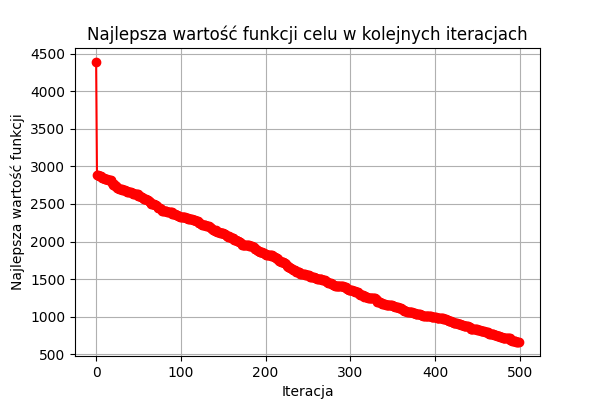 Najlepsza wartość funkcji celu w kolejnych iteracjach
4500
4000
3500
3000
2500
2000
1500
1000
500
Najlepsza wartość funkcji
0 100 200 300 400 500
Iteracja